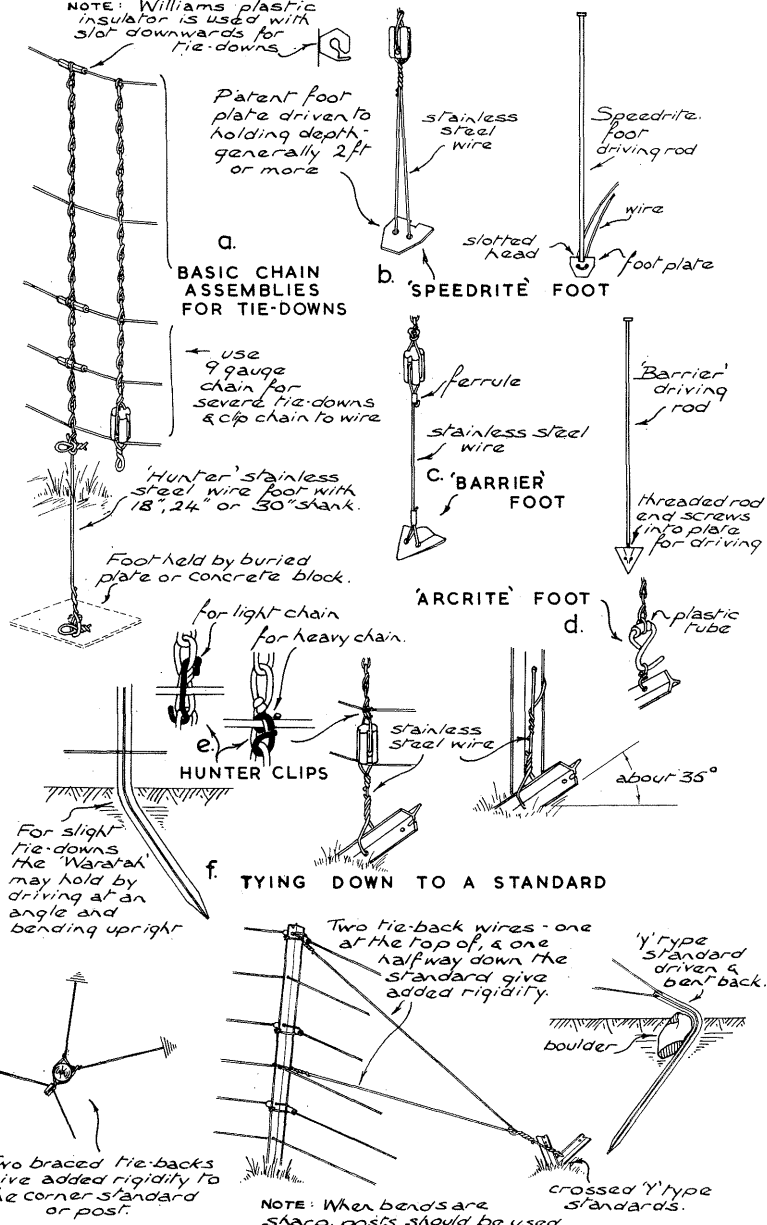 NOTE: Williams plastic
insulator is used with
slot downwards for
tie-downs
Patent foot
plate driven to
holding depth-
generally 2ft
or more
stainless
steel
wire
Speedrite.
foot
driving rod
wire
slotted
head
foot plate
a.
BASIC CHAIN
ASSEMBLIES
FOR TIE-DOWNS
b. 'SPEEDRITE' FOOT
use
9 gauge
chain for
severe tie-downs
& clip chain to wire
ferrule
stainless steel
wire
c. 'BARRIER'
FOOT
'Barrier'
driving
rod
threaded rod
end screws
into plate
for driving
'Hunter' stainless
steel wire foot with
18", 24" or 30" shank.
Foot held by buried
plate or concrete block.
'ARCRITE' FOOT
d.
plastic
tube
for light chain
for heavy chain.
e.
HUNTER CLIPS
stainless
steel wire
about 35°
For slight
tie-downs
the 'Waratah'
may hold by
driving at an
angle and
bending upright
f.
TYING DOWN TO A STANDARD
Two tie-back wires - one
at the top of, & one
halfway down the
standard give
added rigidity.
'Y' type
standard
driven &
bent back.
boulder
wo braced tie-backs
ive added rigidity to
he corner standard
or post.
crossed 'Y' type
standards.
NOTE: When bends are
sharp, posts should be used